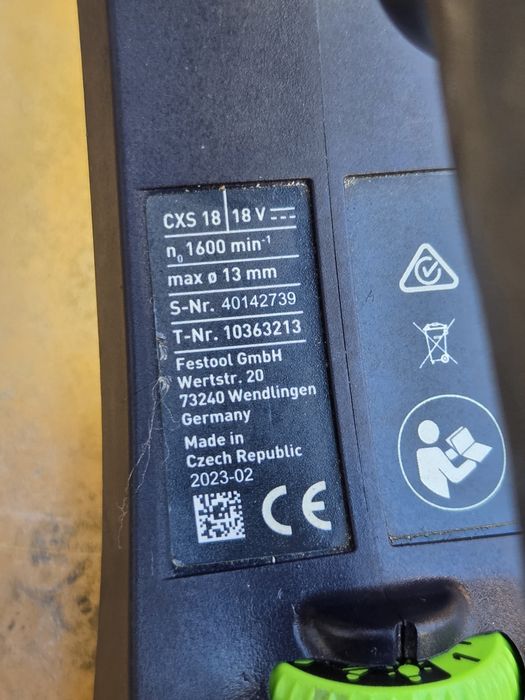 CXS 18 18 V
n₀ 1600 min⁻¹
max ø 13 mm
S-Nr. 40142739
T-Nr. 10363213
Festool GmbH
Wertstr. 20
73240 Wendlingen
Germany
Made in
Czech Republic
2023-02
CE